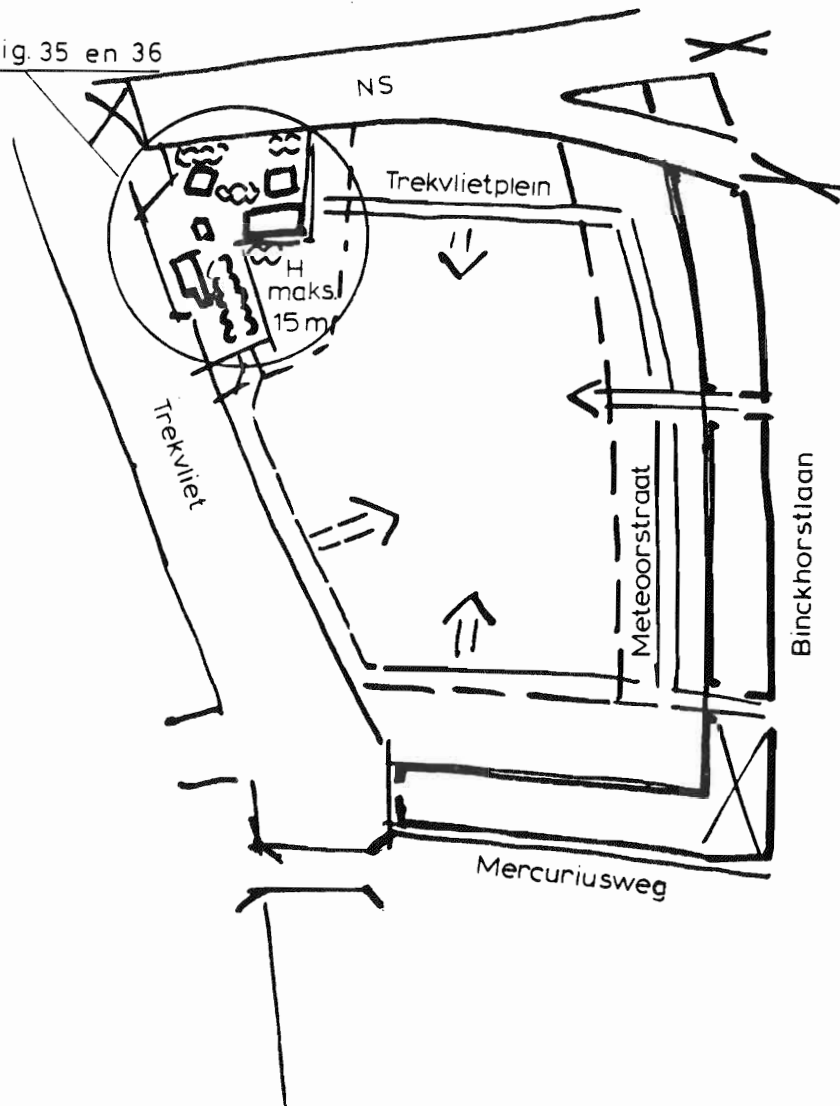 ig. 35 en 36
NS
Trekvlietplein
H
maks.
15 m
Trekvliet
Meteoorstraat
Binckhorstlaan
Mercuriusweg